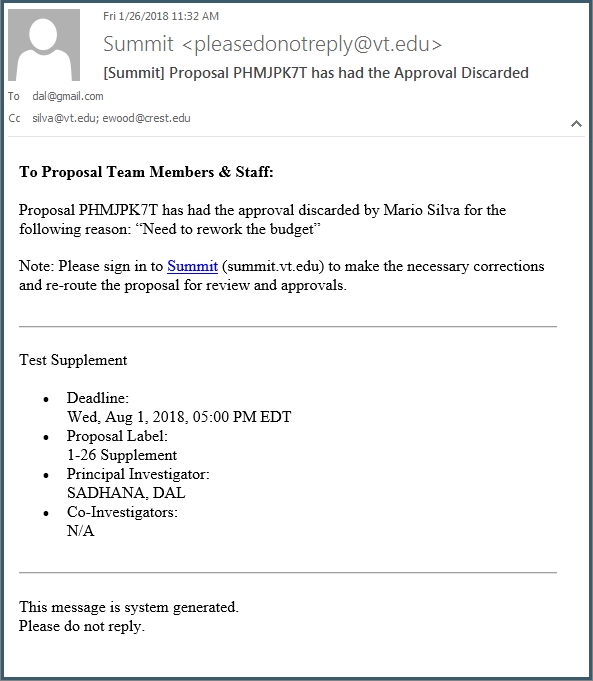 Fri 1/26/2018 11:32 AM
Summit <pleasedonotreply@vt.edu>
[Summit] Proposal PHMJPK7T has had the Approval Discarded
To dal@gmail.com
Cc silva@vt.edu; ewood@crest.edu
To Proposal Team Members & Staff:
Proposal PHMJPK7T has had the approval discarded by Mario Silva for the
following reason: “Need to rework the budget”
Note: Please sign in to Summit (summit.vt.edu) to make the necessary corrections
and re-route the proposal for review and approvals.
Test Supplement
• Deadline:
Wed, Aug 1, 2018, 05:00 PM EDT
• Proposal Label:
1-26 Supplement
• Principal Investigator:
SADHANA, DAL
• Co-Investigators:
N/A
This message is system generated.
Please do not reply.